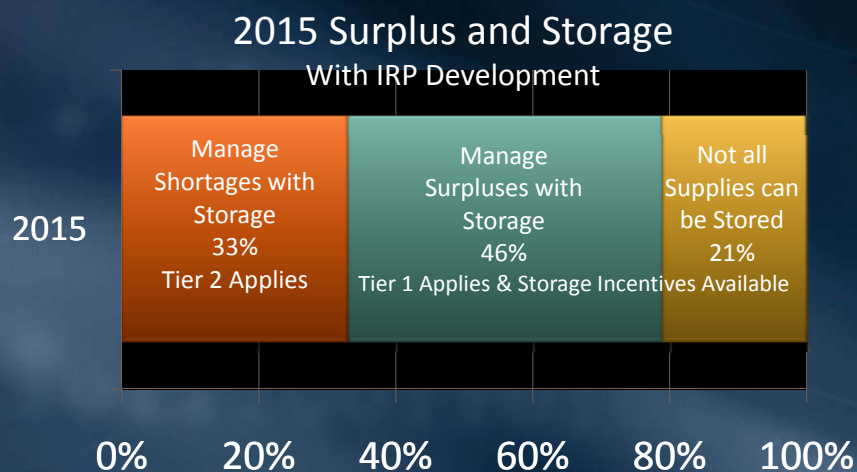 2015 Surplus and Storage
With IRP Development
2015
Manage
Shortages with
Storage
33%
Tier 2 Applies
Manage
Surpluses with
Storage
46%
Not all
Supplies can
be Stored
21%
Tier 1 Applies & Storage Incentives Available
0% 20% 40% 60% 80% 100%